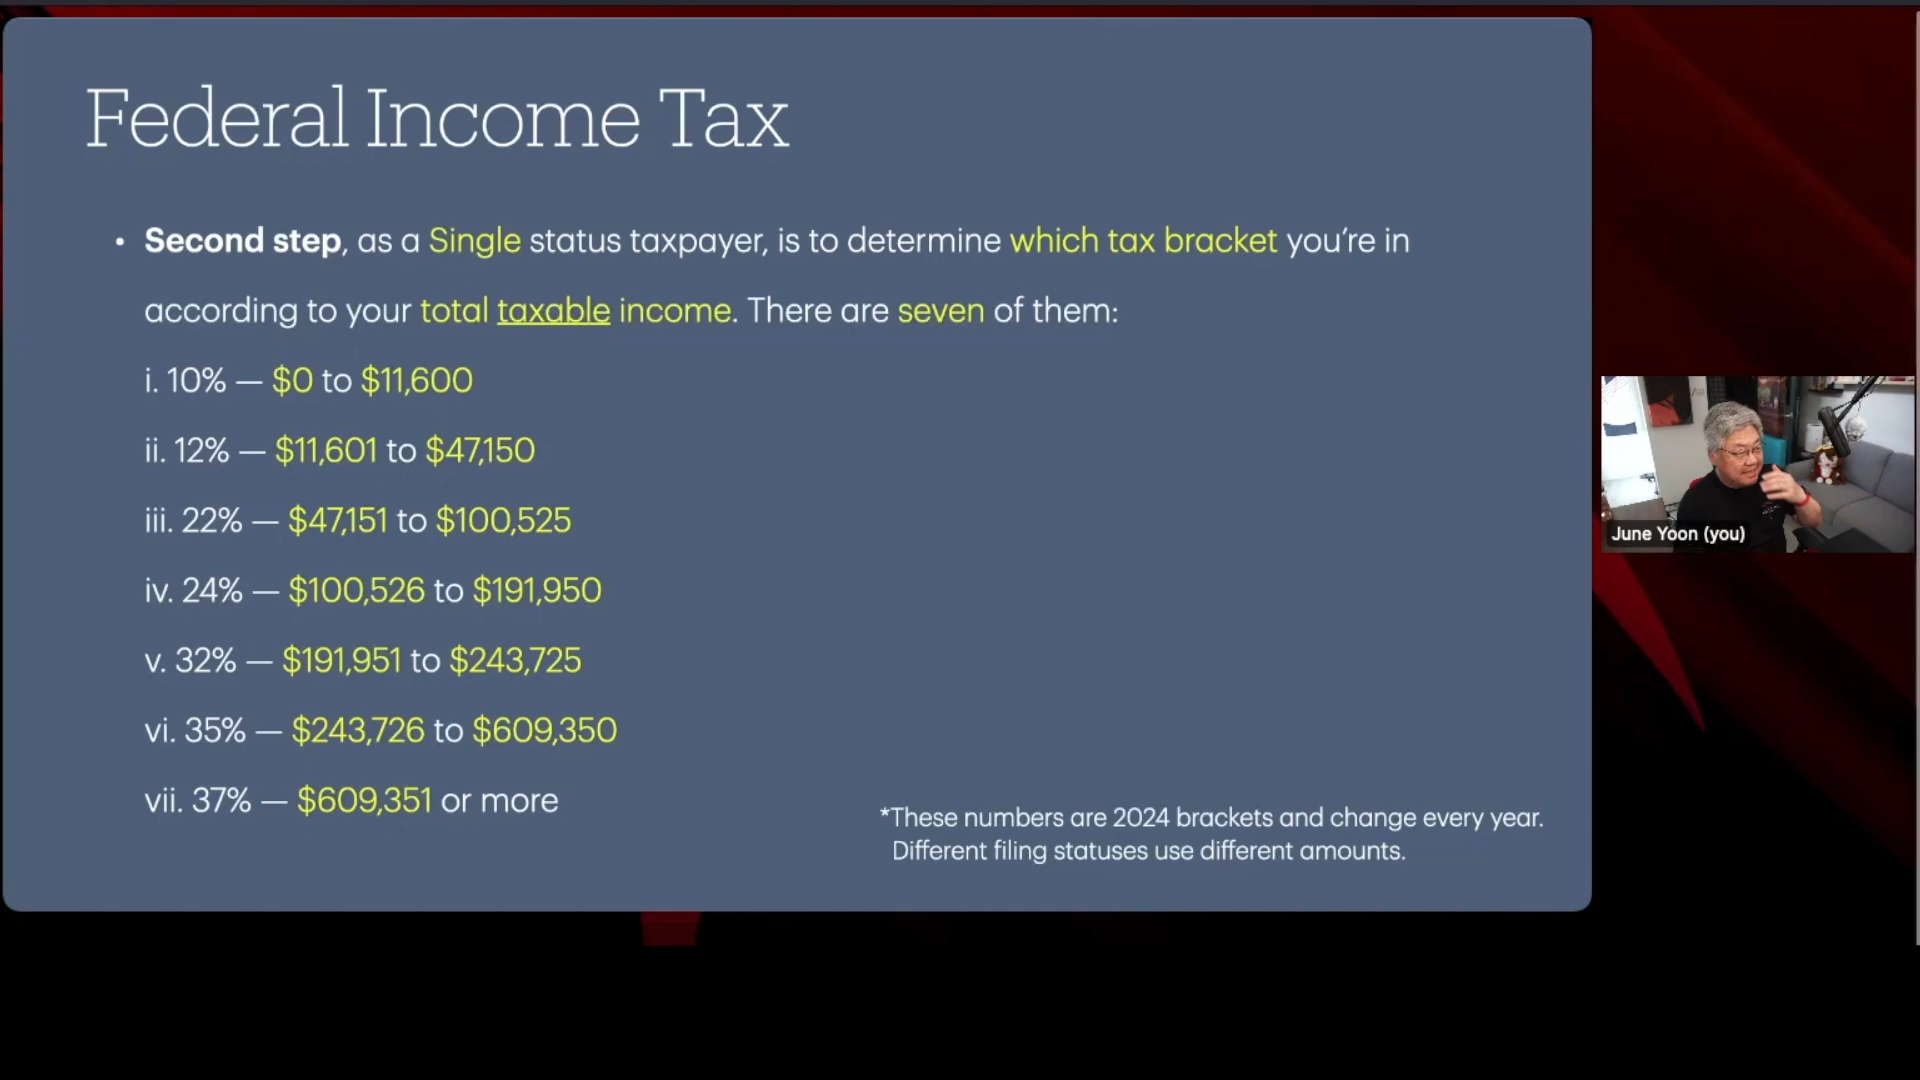 Federal Income Tax
• Second step, as a Single status taxpayer, is to determine which tax bracket you’re in
according to your total taxable income. There are seven of them:
i. 10% — $0 to $11,600
ii. 12% — $11,601 to $47,150
iii. 22% — $47,151 to $100,525
iv. 24% — $100,526 to $191,950
v. 32% — $191,951 to $243,725
vi. 35% — $243,726 to $609,350
vii. 37% — $609,351 or more
*These numbers are 2024 brackets and change every year.
Different filing statuses use different amounts.
June Yoon (you)